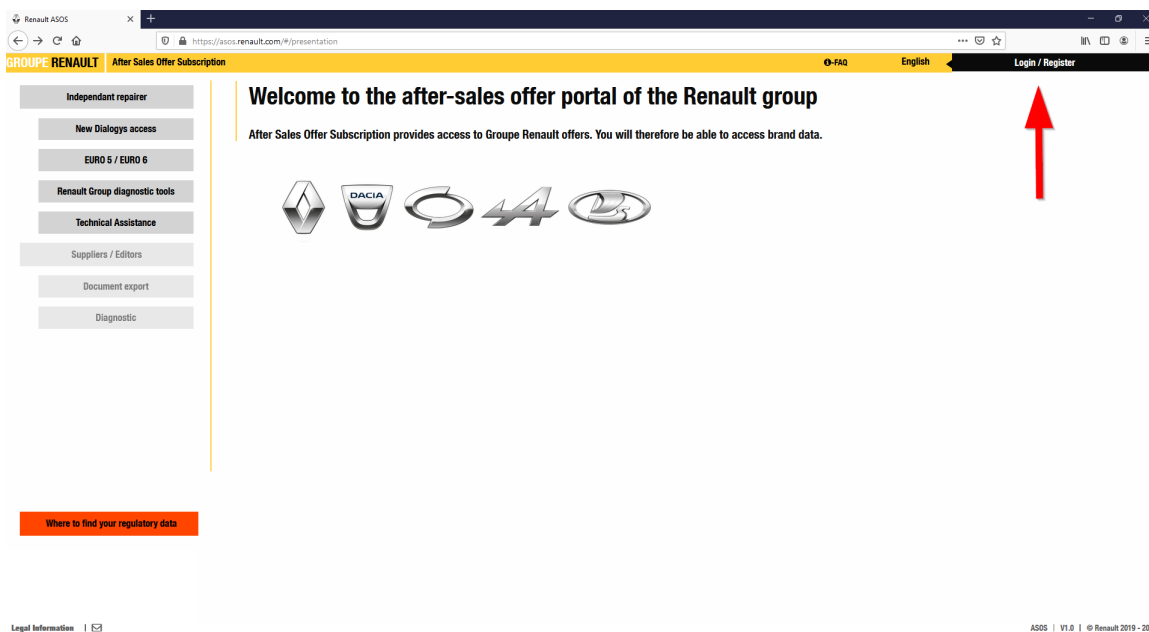 Renault ASOS
https://asos.renault.com/#/presentation
GROUPE RENAULT After Sales Offer Subscription
FAQ
English
Login / Register
Independant repairer
New Dialogys access
EURO 5 / EURO 6
Renault Group diagnostic tools
Technical Assistance
Suppliers / Editors
Document export
Diagnostic
Where to find your regulatory data
Welcome to the after-sales offer portal of the Renault group
After Sales Offer Subscription provides access to Groupe Renault offers. You will therefore be able to access brand data.
DACIA
Legal Information |
ASOS | V1.0 | © Renault 2019 - 20